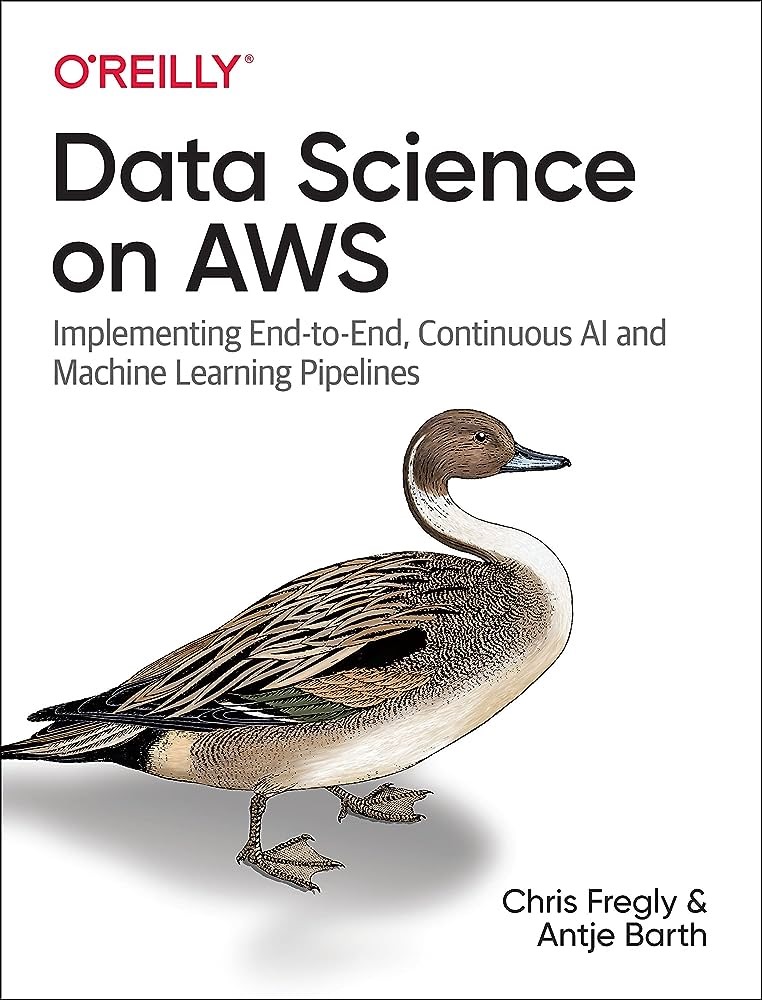 O'REILLY®
Data Science
on AWS
Implementing End-to-End, Continuous AI and
Machine Learning Pipelines
Chris Fregly &
Antje Barth